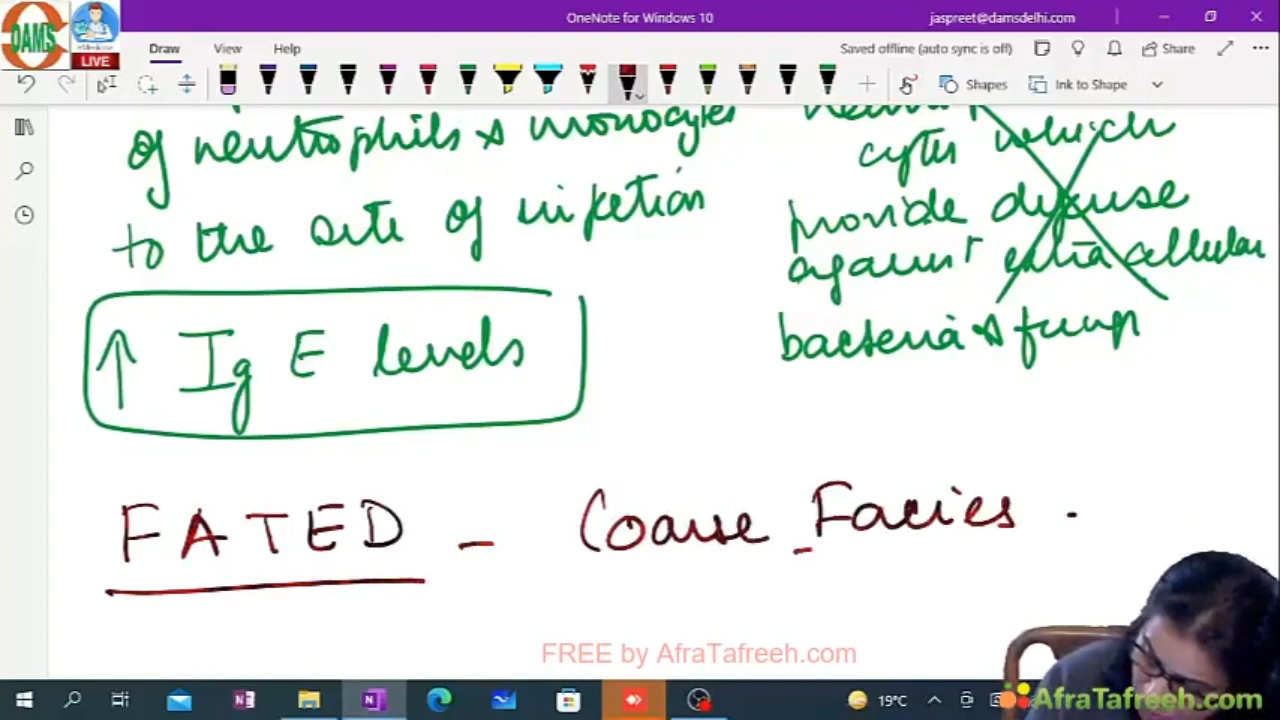 OneNote for Windows 10
jaspreet@damsdelhi.com
DAMS
eMedicoz
LIVE
Draw View Help
Saved offline (auto sync is off)
Share
Shapes
Ink to Shape
of neutrophils & monocytes
to the site of infection
↑ Ig E levels
cytes which
provide defense
against extra cellular
bacteria & fungi
FATED - Coarse Facies .
FREE by AfraTafreeh.com
19°C
AfraTafreeh.com